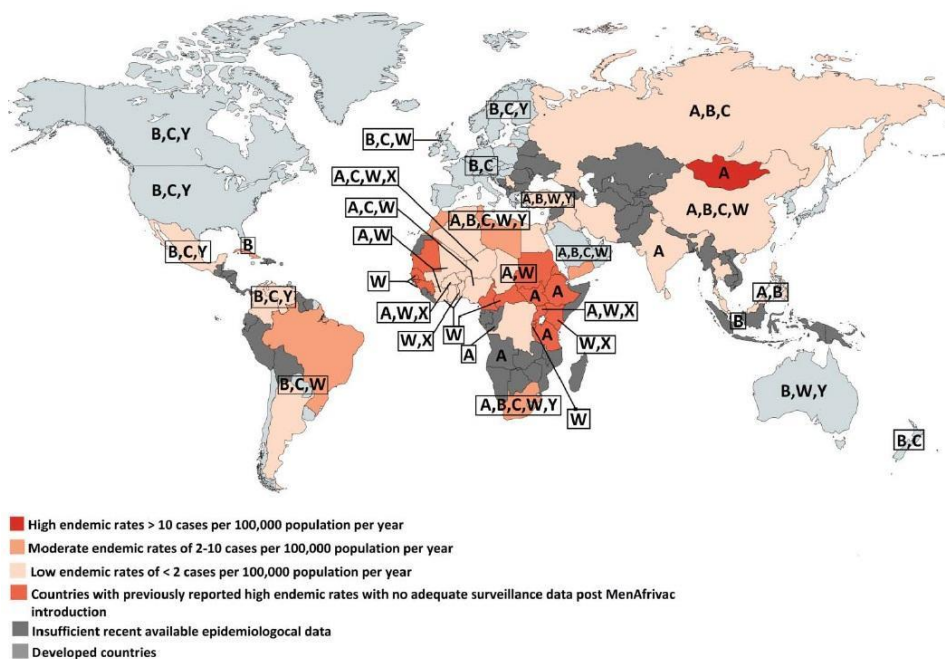 B,C,Y
A,B,C
B,C,Y
B,C,W
B,C
A
B,C,Y
A,C,W,X
A,B,W,Y
A,B,C,W
A,C,W
A,B,C,W,Y
B
A,W
B,C,Y
A,B,C,W
A
W
A,W
B,C,Y
A
A
A,B
A,W,X
W
A,W,X
B
W,X
A
A
W,X
A
B,C,W
A,B,C,W,Y
W
B,W,Y
B,C
High endemic rates > 10 cases per 100,000 population per year
Moderate endemic rates of 2-10 cases per 100,000 population per year
Low endemic rates of < 2 cases per 100,000 population per year
Countries with previously reported high endemic rates with no adequate surveillance data post MenAfrivac
introduction
Insufficient recent available epidemiologocal data
Developed countries